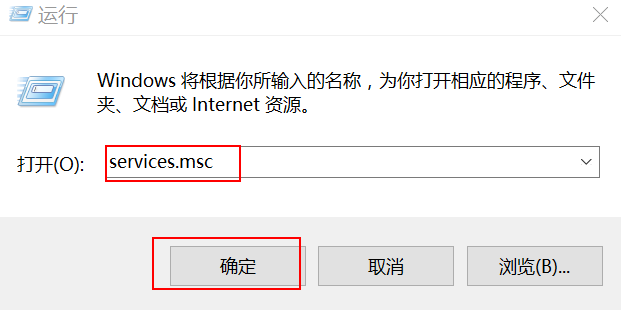 运行
Windows 将根据你所输入的名称，为你打开相应的程序、文件
夹、文档或 Internet 资源。
打开(O): services.msc
确定 取消 浏览(B)...